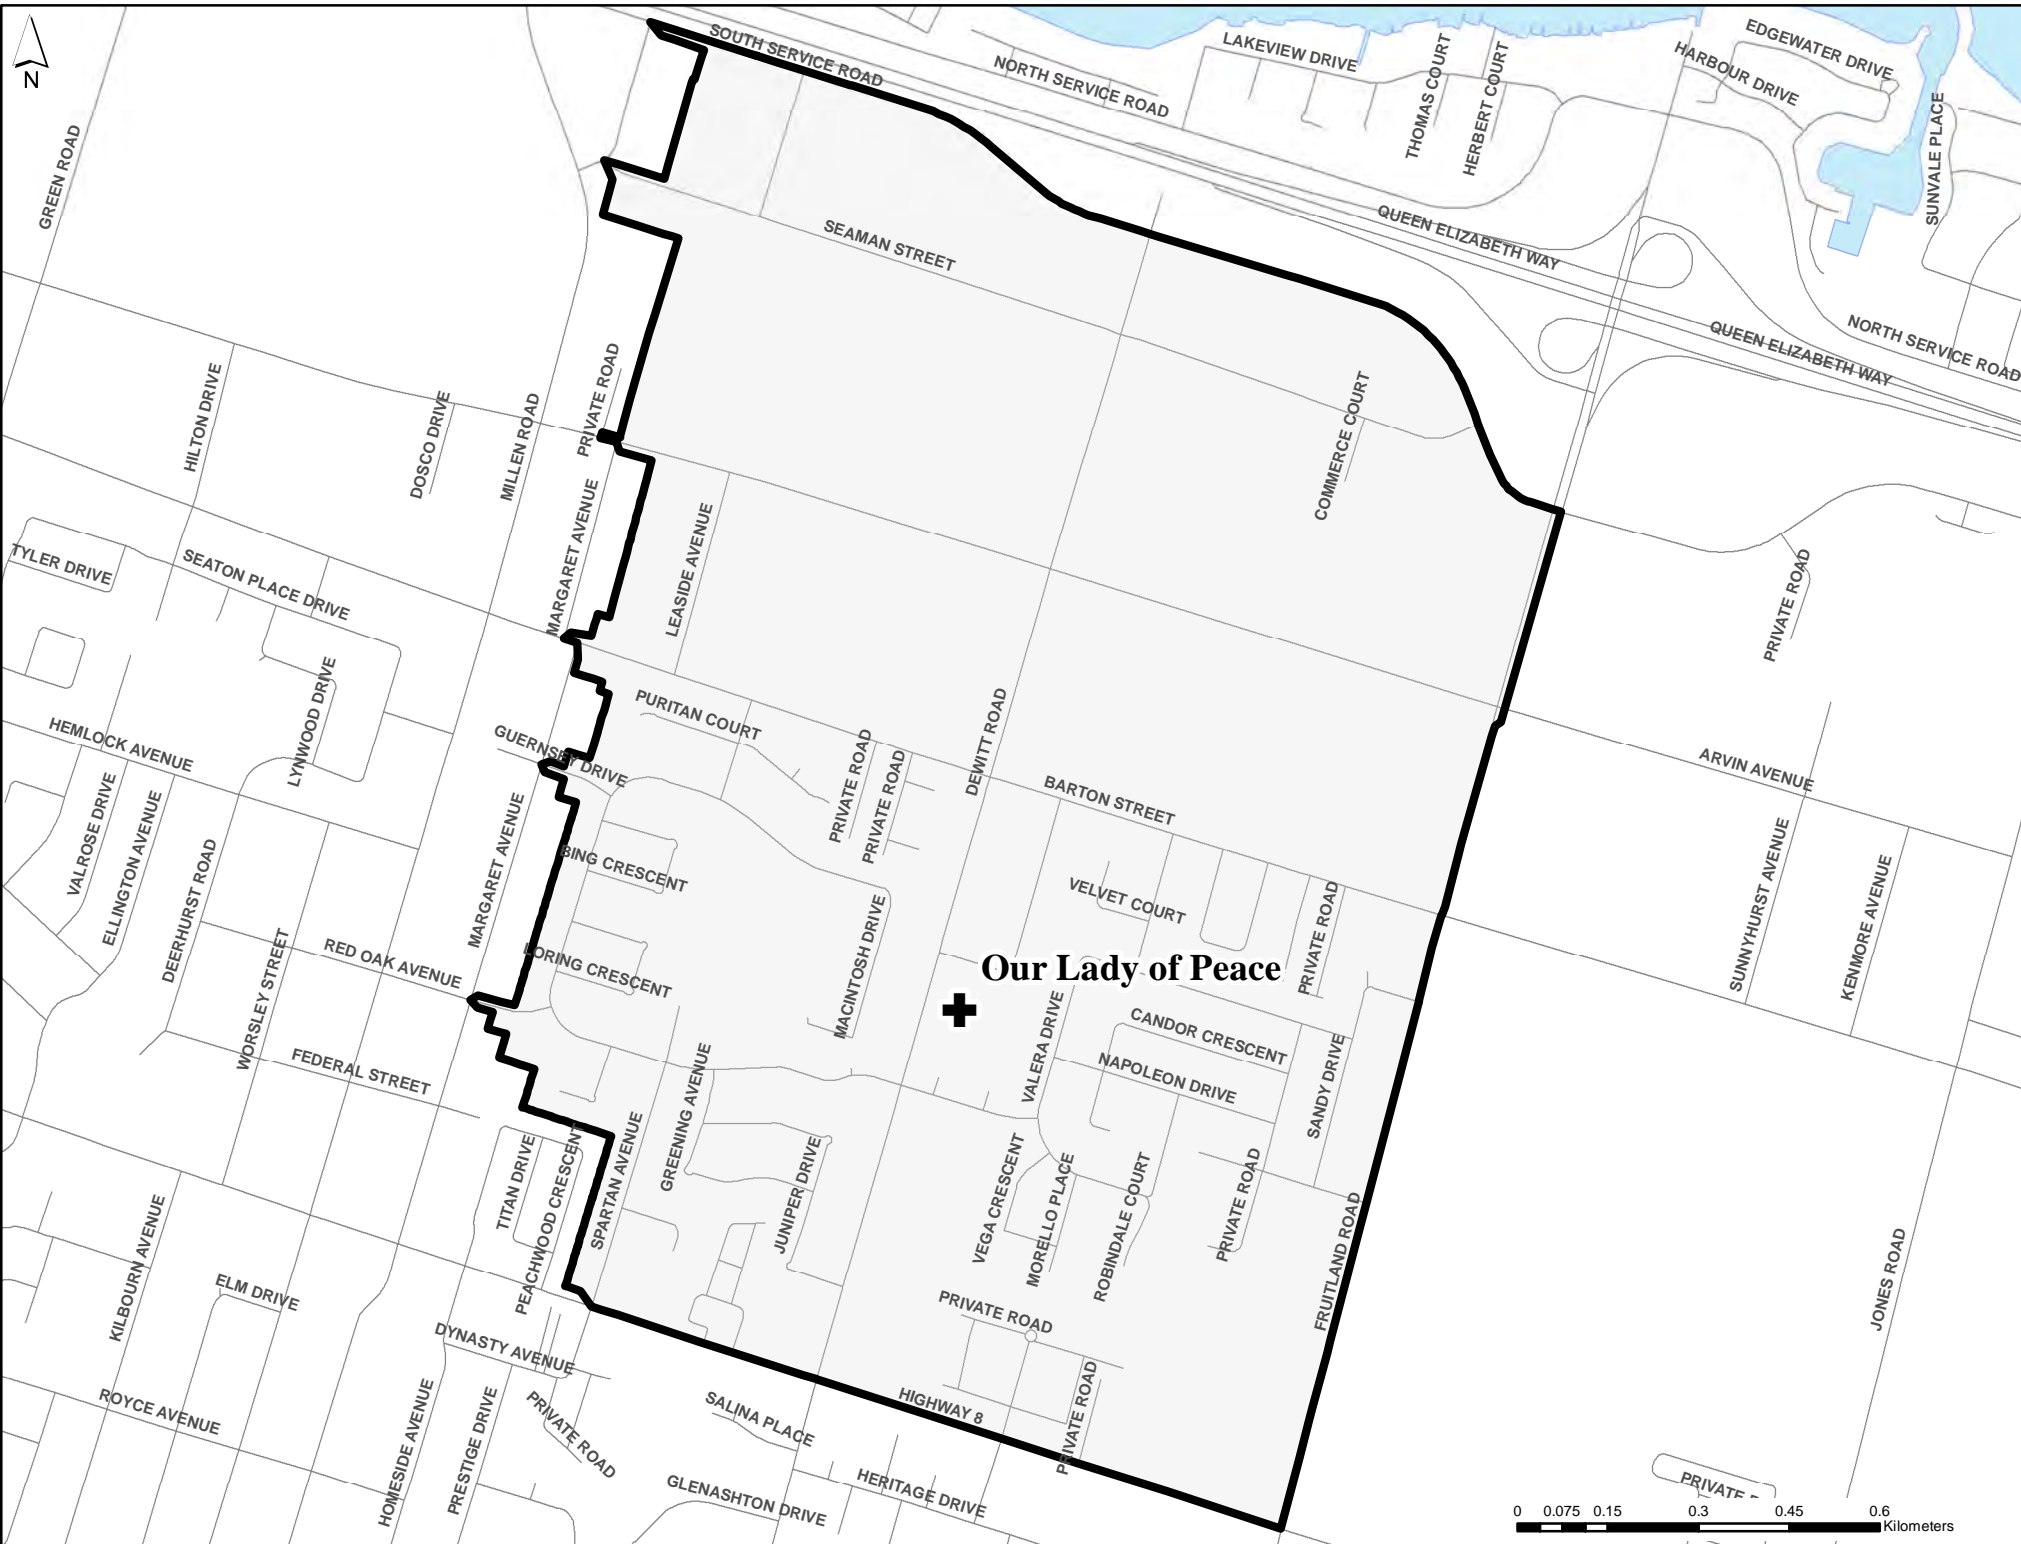 N
SOUTH SERVICE ROAD
NORTH SERVICE ROAD
LAKEVIEW DRIVE
THOMAS COURT
HERBERT COURT
HARBOUR DRIVE
EDGEWATER DRIVE
SUNVALE PLACE
GREEN ROAD
SEAMAN STREET
QUEEN ELIZABETH WAY
QUEEN ELIZABETH WAY
NORTH SERVICE ROAD
HILTON DRIVE
DOSCO DRIVE
MILLEN ROAD
PRIVATE ROAD
COMMERCE COURT
MARGARET AVENUE
LEASIDE AVENUE
TYLER DRIVE
SEATON PLACE DRIVE
PRIVATE ROAD
LYNWOOD DRIVE
HEMLOCK AVENUE
GUERNSEY DRIVE
PURITAN COURT
PRIVATE ROAD
PRIVATE ROAD
DEWITT ROAD
BARTON STREET
ARVIN AVENUE
VALROSE DRIVE
ELLINGTON AVENUE
DEERHURST ROAD
MARGARET AVENUE
BING CRESCENT
VELVET COURT
PRIVATE ROAD
SUNNYHURST AVENUE
KENMORE AVENUE
WORSLEY STREET
RED OAK AVENUE
LORING CRESCENT
MACINTOSH DRIVE
Our Lady of Peace
VALERA DRIVE
CANDOR CRESCENT
NAPOLEON DRIVE
SANDY DRIVE
FEDERAL STREET
GREENING AVENUE
TITAN DRIVE
PEACHWOOD CRESCENT
SPARTAN AVENUE
JUNIPER DRIVE
VEGA CRESCENT
MORELLO PLACE
ROBINDALE COURT
PRIVATE ROAD
FRUITLAND ROAD
JONES ROAD
KILBOURN AVENUE
ELM DRIVE
DYNASTY AVENUE
PRIVATE ROAD
ROYCE AVENUE
HOMESIDE AVENUE
PRESTIGE DRIVE
PRIVATE ROAD
SALINA PLACE
HIGHWAY 8
PRIVATE ROAD
GLENASHTON DRIVE
HERITAGE DRIVE
PRIVATE
0 0.075 0.15 0.3 0.45 0.6
Kilometers